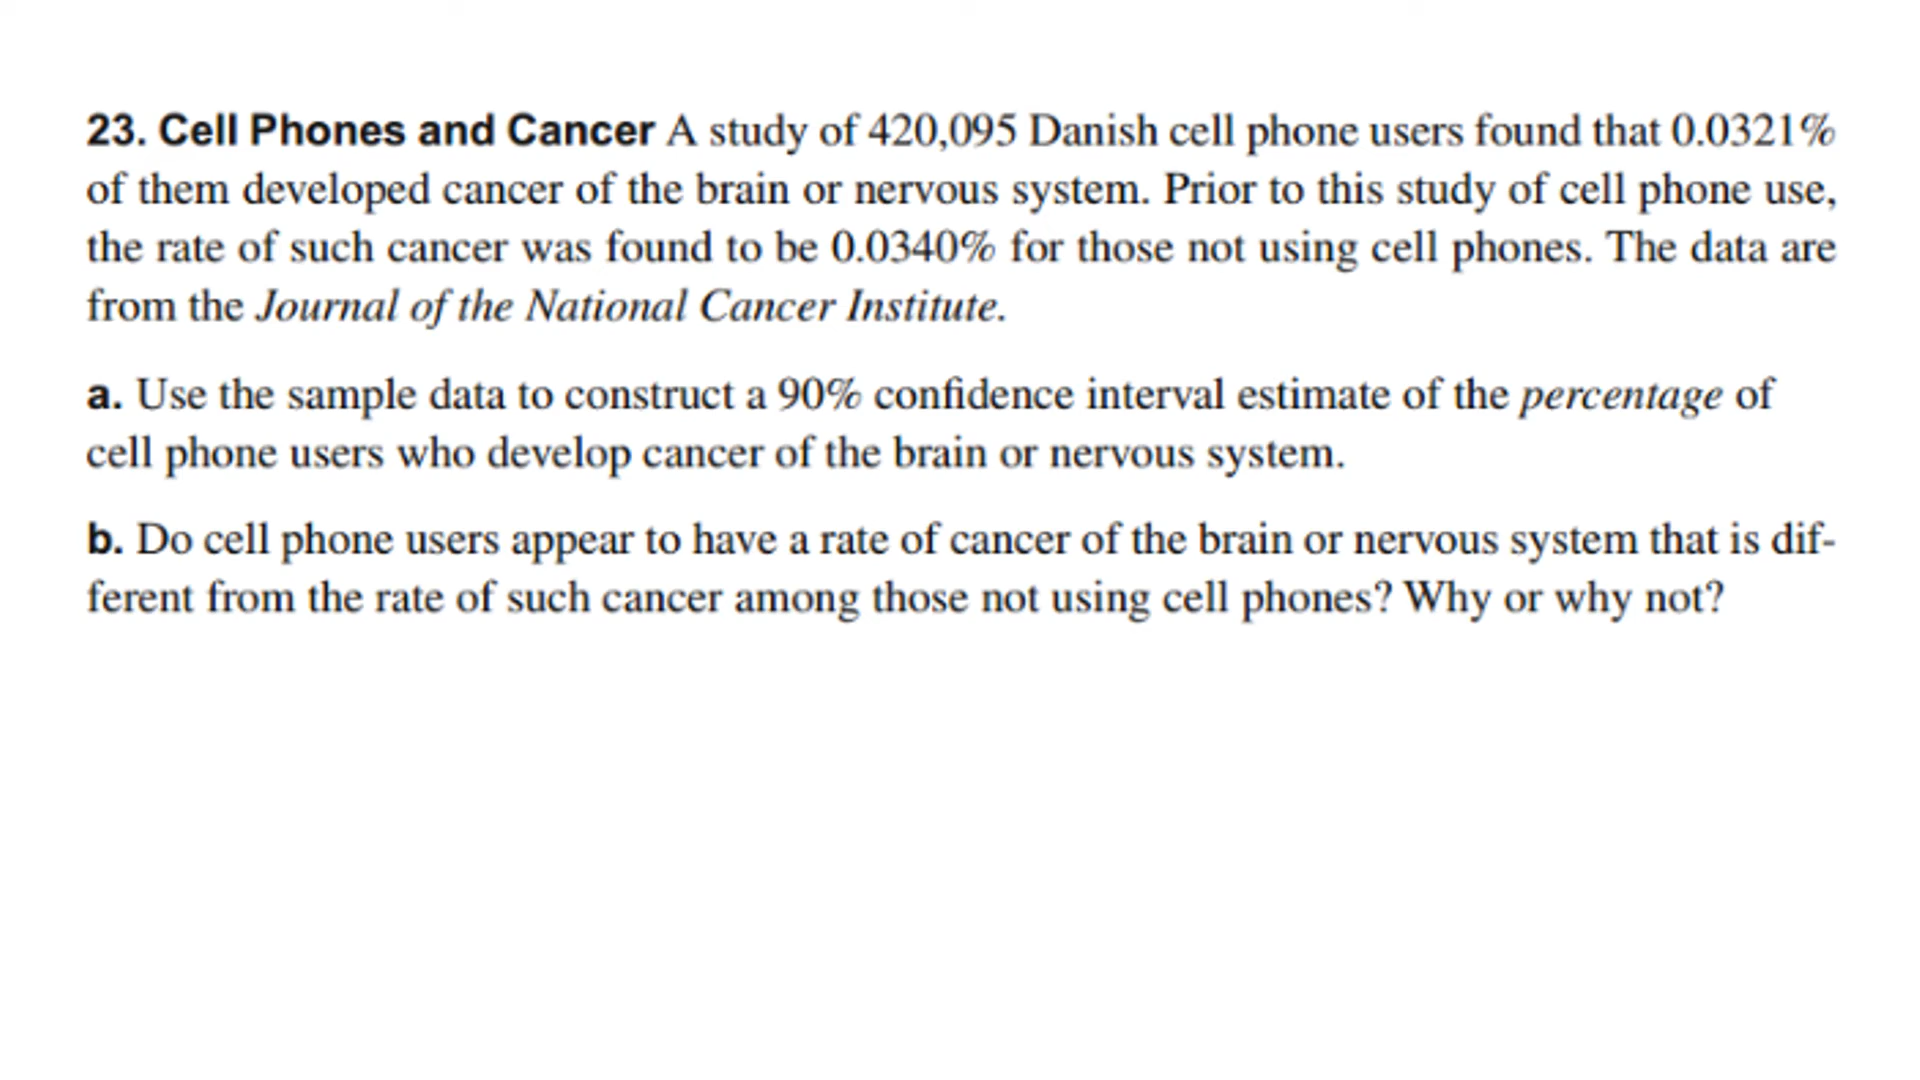 23. Cell Phones and Cancer A study of 420,095 Danish cell phone users found that 0.0321%
of them developed cancer of the brain or nervous system. Prior to this study of cell phone use,
the rate of such cancer was found to be 0.0340% for those not using cell phones. The data are
from the Journal of the National Cancer Institute.
a. Use the sample data to construct a 90% confidence interval estimate of the percentage of
cell phone users who develop cancer of the brain or nervous system.
b. Do cell phone users appear to have a rate of cancer of the brain or nervous system that is dif-
ferent from the rate of such cancer among those not using cell phones? Why or why not?